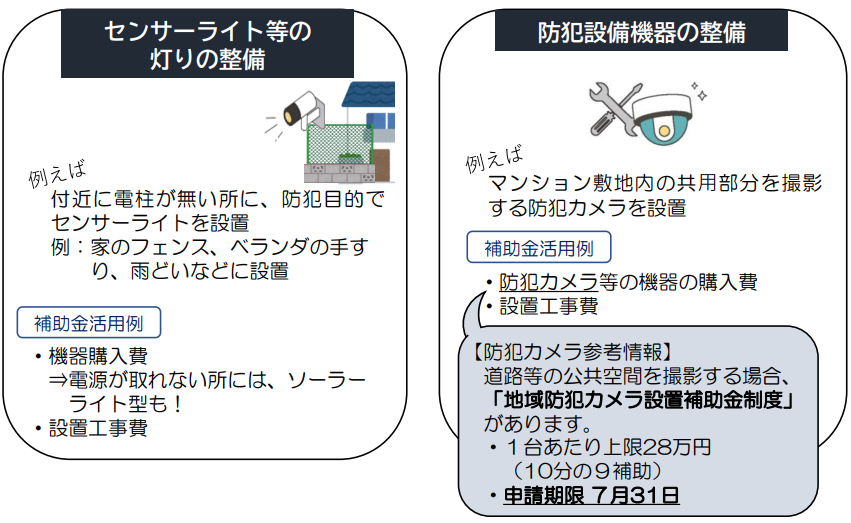 センサーライト等の
灯りの整備
例えば
付近に電柱が無い所に、防犯目的で
センサーライトを設置
例：家のフェンス、ベランダの手す
り、雨どいなどに設置
補助金活用例
・機器購入費
⇒電源が取れない所には、ソーラー
ライト型も！
・設置工事費
防犯設備機器の整備
例えば
マンション敷地内の共用部分を撮影
する防犯カメラを設置
補助金活用例
・防犯カメラ等の機器の購入費
・設置工事費
【防犯カメラ参考情報】
道路等の公共空間を撮影する場合、
「地域防犯カメラ設置補助金制度」
があります。
・１台あたり上限28万円
（10分の９補助）
・申請期限 ７月31日